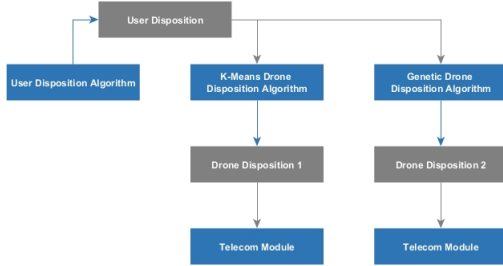 User Disposition
User Disposition Algorithm
K-Means Drone
Disposition Algorithm
Genetic Drone
Disposition Algorithm
Drone Disposition 1
Drone Disposition 2
Telecom Module
Telecom Module